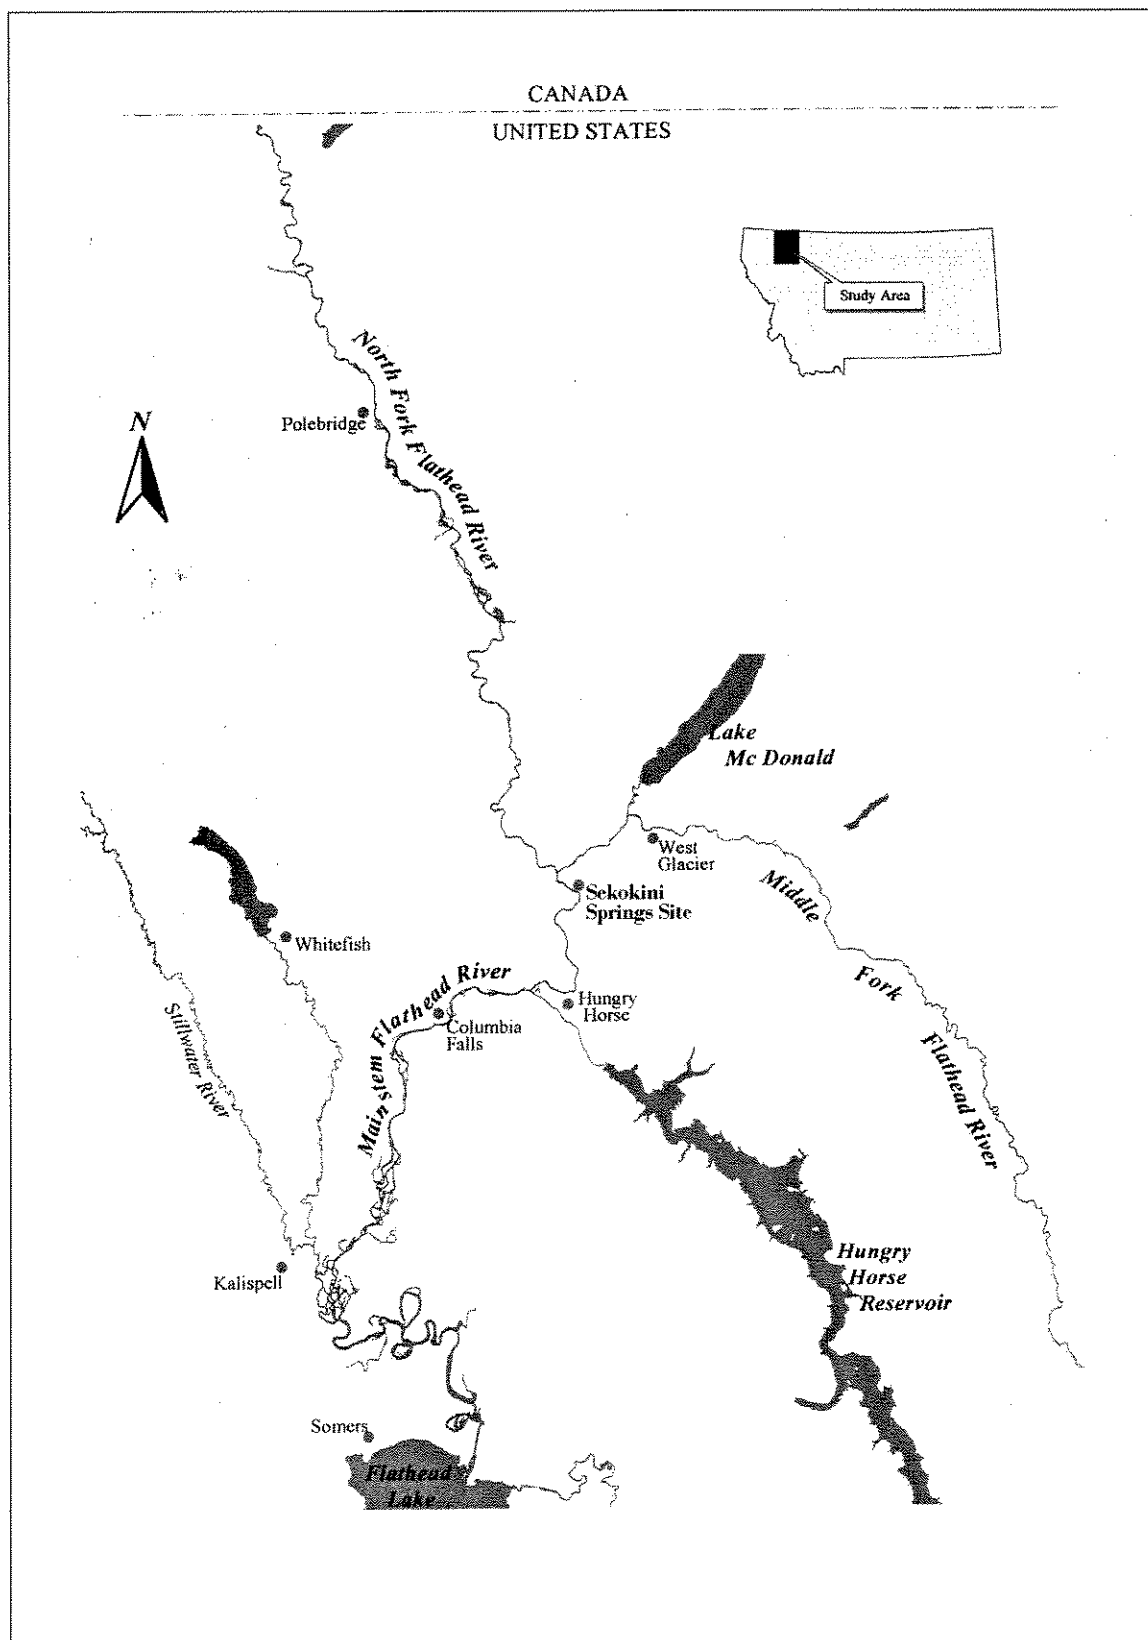 CANADA
UNITED STATES
Study Area
North Fork Flathead River
Polebridge
N
Lake
Mc Donald
West
Glacier
Sekokini
Springs Site
Middle
Fork
Flathead River
Whitefish
Stillwater River
Mainstem Flathead River
Hungry
Horse
Columbia
Falls
Kalispell
Hungry
Horse
Reservoir
Somers
Flathead
Lake